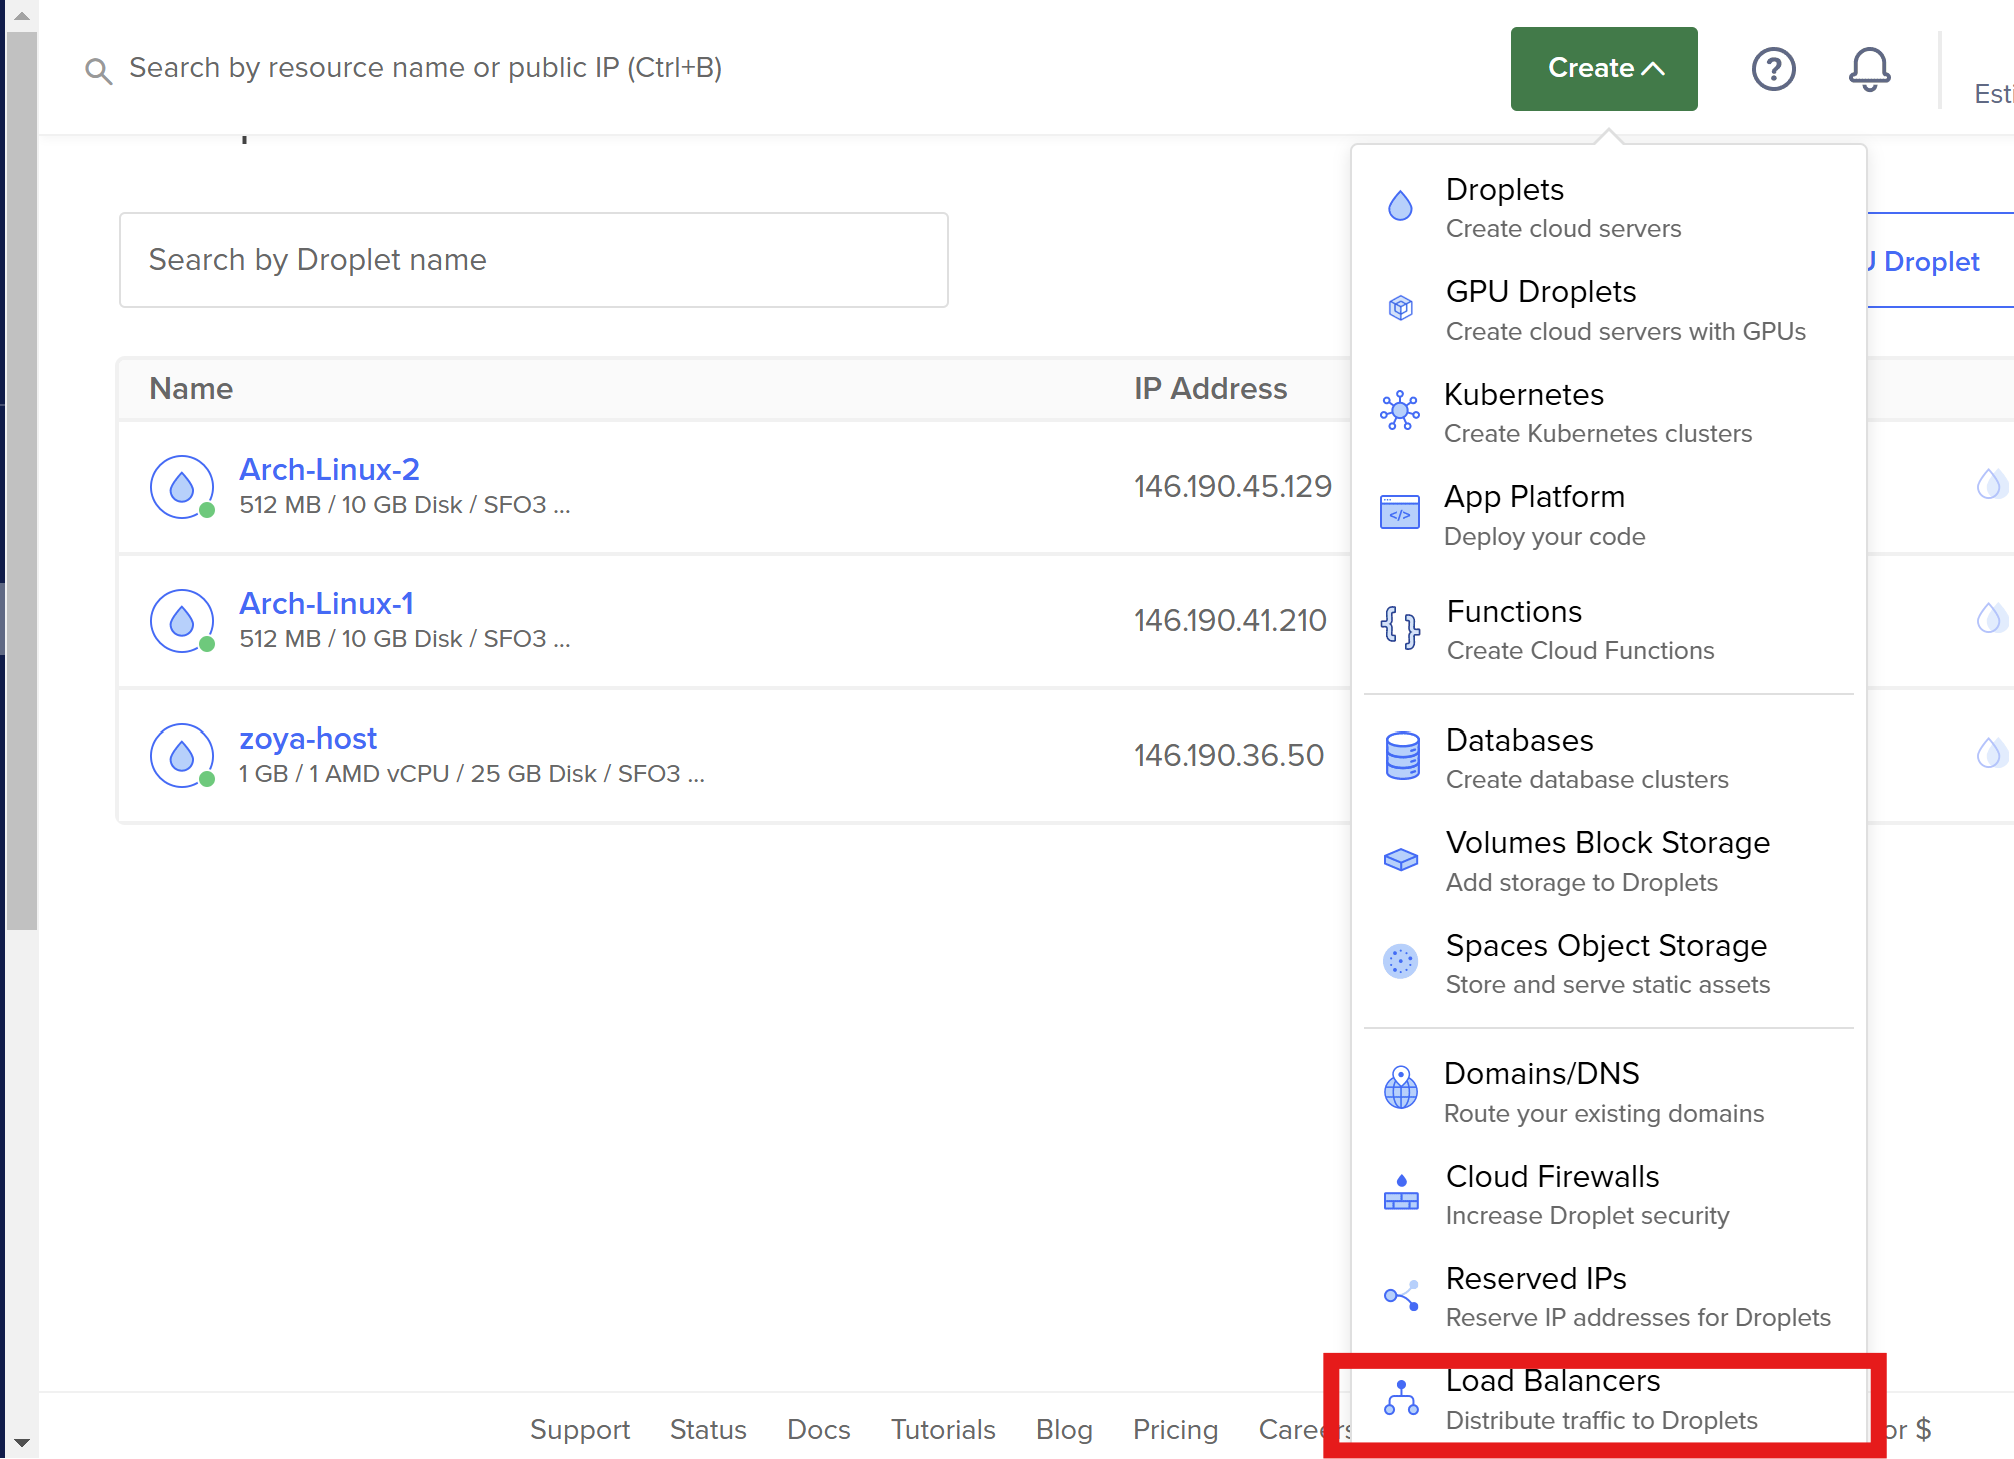 Search by resource name or public IP (Ctrl+B)
Create
Search by Droplet name
Droplet
Name
IP Address
Arch-Linux-2
512 MB / 10 GB Disk / SFO3 ...
146.190.45.129
Arch-Linux-1
512 MB / 10 GB Disk / SFO3 ...
146.190.41.210
zoya-host
1 GB / 1 AMD vCPU / 25 GB Disk / SFO3 ...
146.190.36.50
Droplets
Create cloud servers
GPU Droplets
Create cloud servers with GPUs
Kubernetes
Create Kubernetes clusters
App Platform
Deploy your code
Functions
Create Cloud Functions
Databases
Create database clusters
Volumes Block Storage
Add storage to Droplets
Spaces Object Storage
Store and serve static assets
Domains/DNS
Route your existing domains
Cloud Firewalls
Increase Droplet security
Reserved IPs
Reserve IP addresses for Droplets
Load Balancers
Distribute traffic to Droplets
Support
Status
Docs
Tutorials
Blog
Pricing
Careers
$